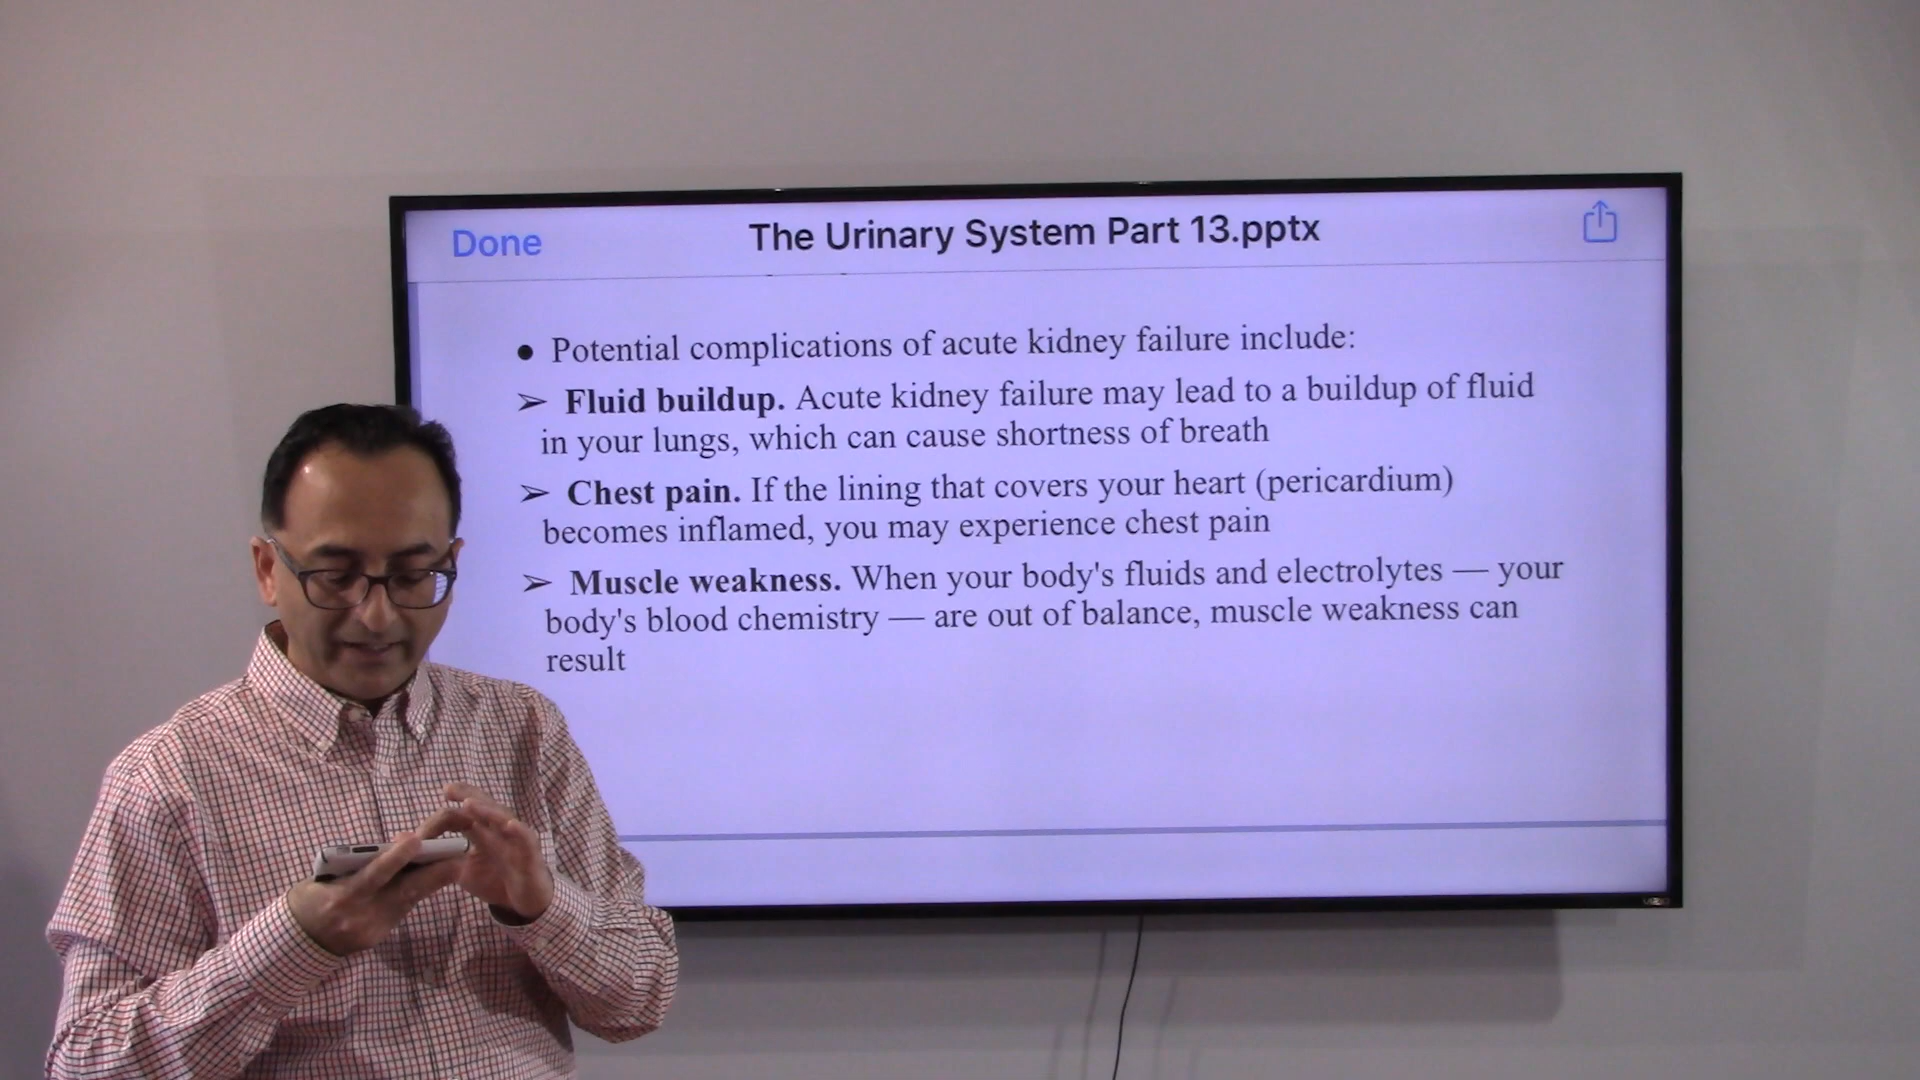 Done
The Urinary System Part 13.pptx
● Potential complications of acute kidney failure include:
➢ Fluid buildup. Acute kidney failure may lead to a buildup of fluid
in your lungs, which can cause shortness of breath
➢ Chest pain. If the lining that covers your heart (pericardium)
becomes inflamed, you may experience chest pain
➢ Muscle weakness. When your body's fluids and electrolytes — your
body's blood chemistry — are out of balance, muscle weakness can
result